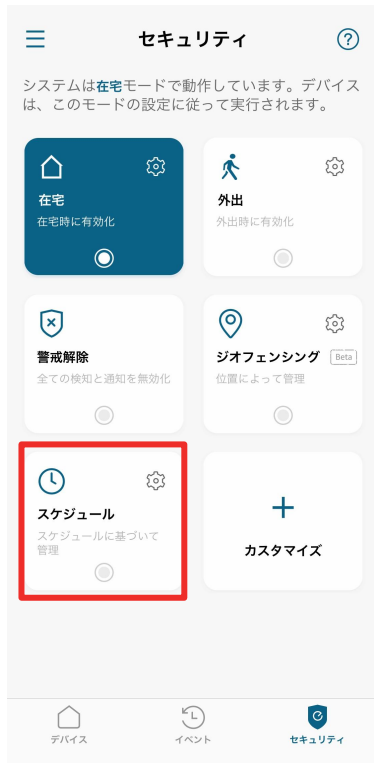 セキュリティ
システムは在宅モードで動作しています。デバイス
は、このモードの設定に従って実行されます。
在宅
在宅時に有効化
外出
外出時に有効化
警戒解除
全ての検知と通知を無効化
ジオフェンシング Beta
位置によって管理
スケジュール
スケジュールに基づいて
管理
カスタマイズ
デバイス
イベント
セキュリティ